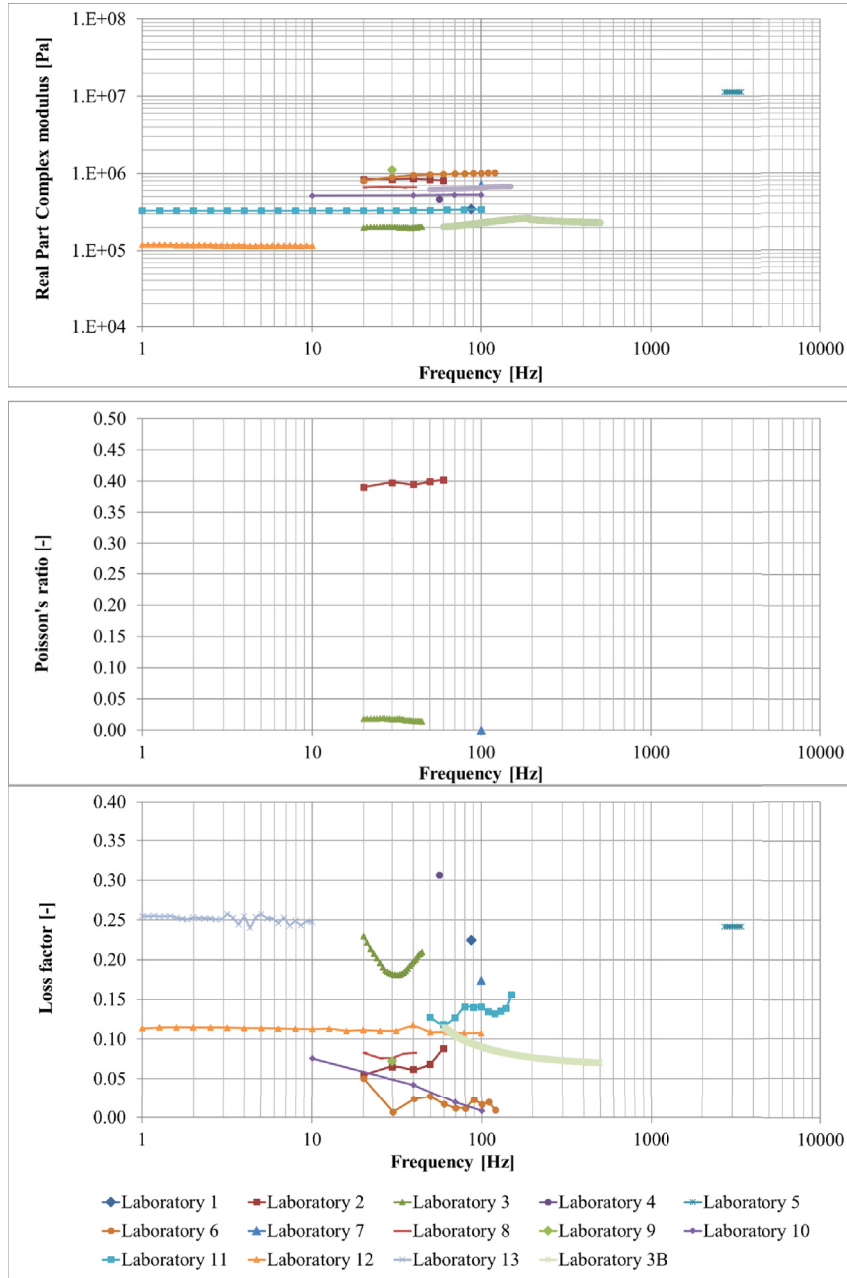 Real Part Complex modulus [Pa]
1.E+08
1.E+07
1.E+06
1.E+05
1.E+04
1 10 100 1000 10000
Frequency [Hz]
Poisson's ratio [-]
0.50
0.45
0.40
0.35
0.30
0.25
0.20
0.15
0.10
0.05
0.00
1 10 100 1000 10000
Frequency [Hz]
Loss factor [-]
0.40
0.35
0.30
0.25
0.20
0.15
0.10
0.05
0.00
1 10 100 1000 10000
Frequency [Hz]
Laboratory 1 Laboratory 2 Laboratory 3 Laboratory 4 Laboratory 5
Laboratory 6 Laboratory 7 Laboratory 8 Laboratory 9 Laboratory 10
Laboratory 11 Laboratory 12 Laboratory 13 Laboratory 3B